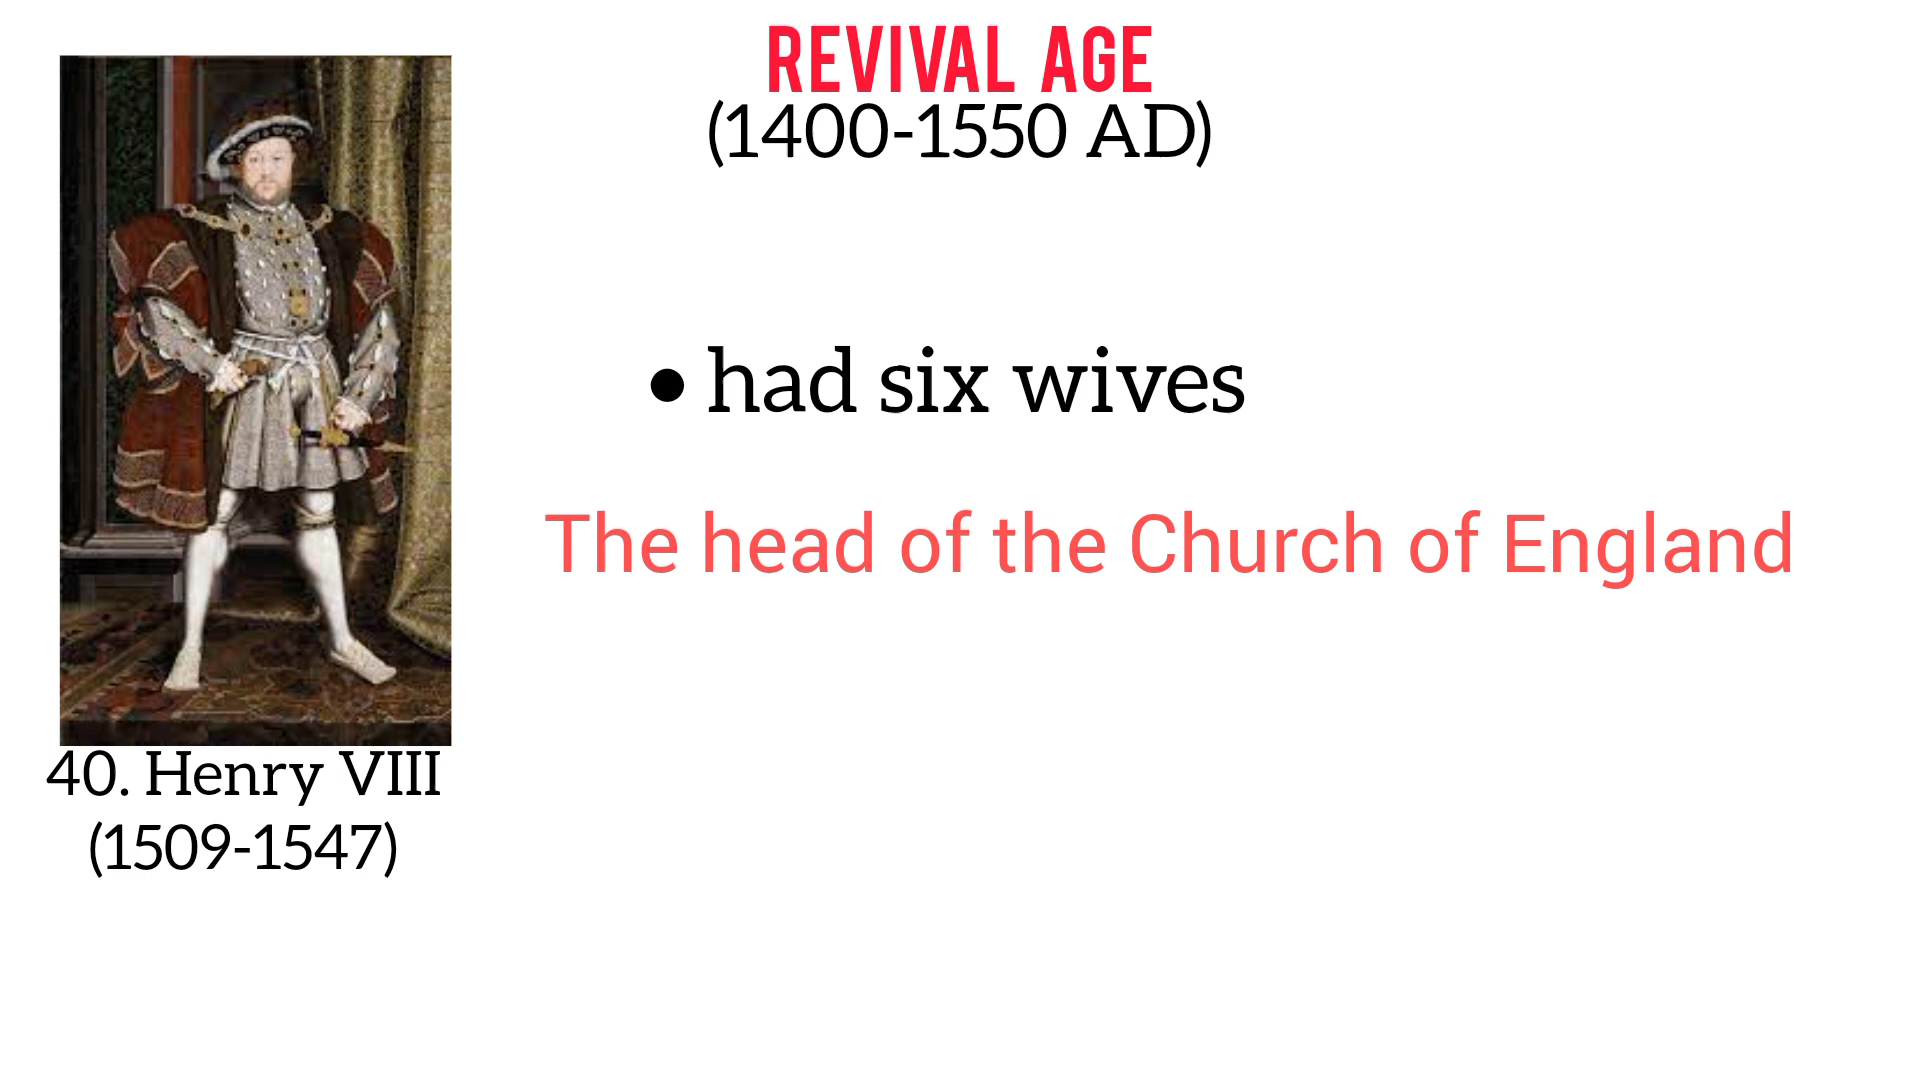 REVIVAL AGE
(1400-1550 AD)
• had six wives
The head of the Church of England
40. Henry VIII
(1509-1547)